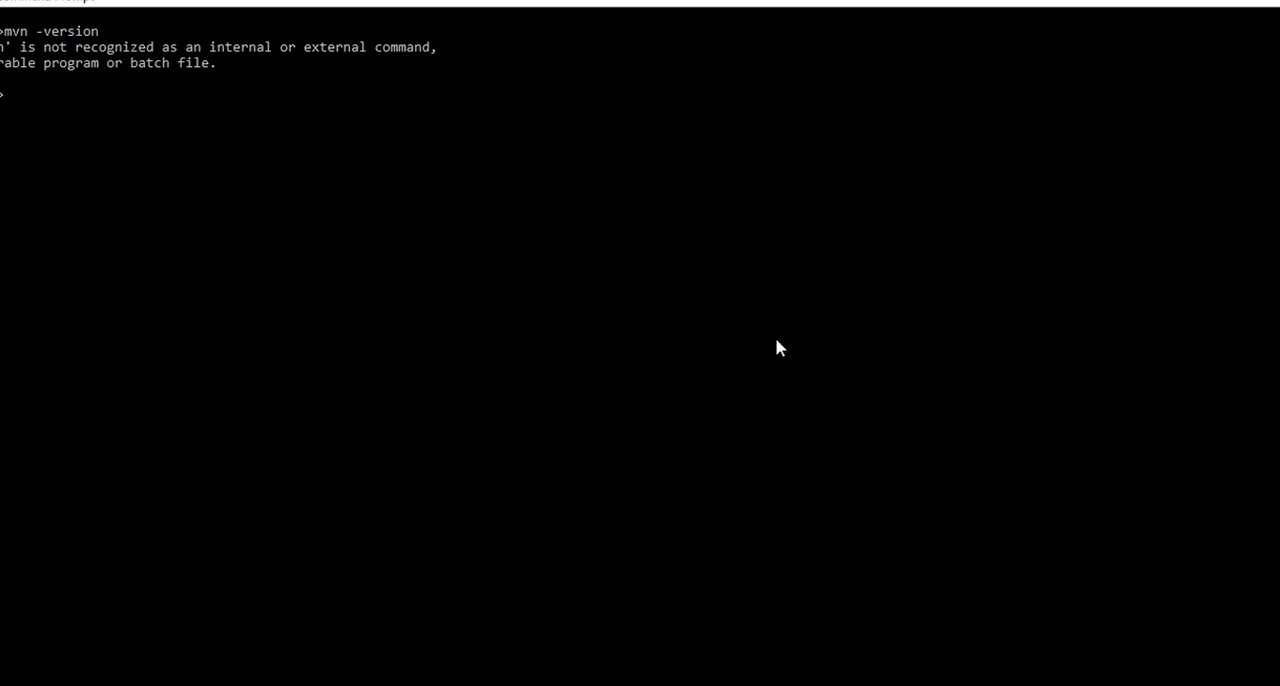 >mvn -version
' is not recognized as an internal or external command,
rable program or batch file.
>